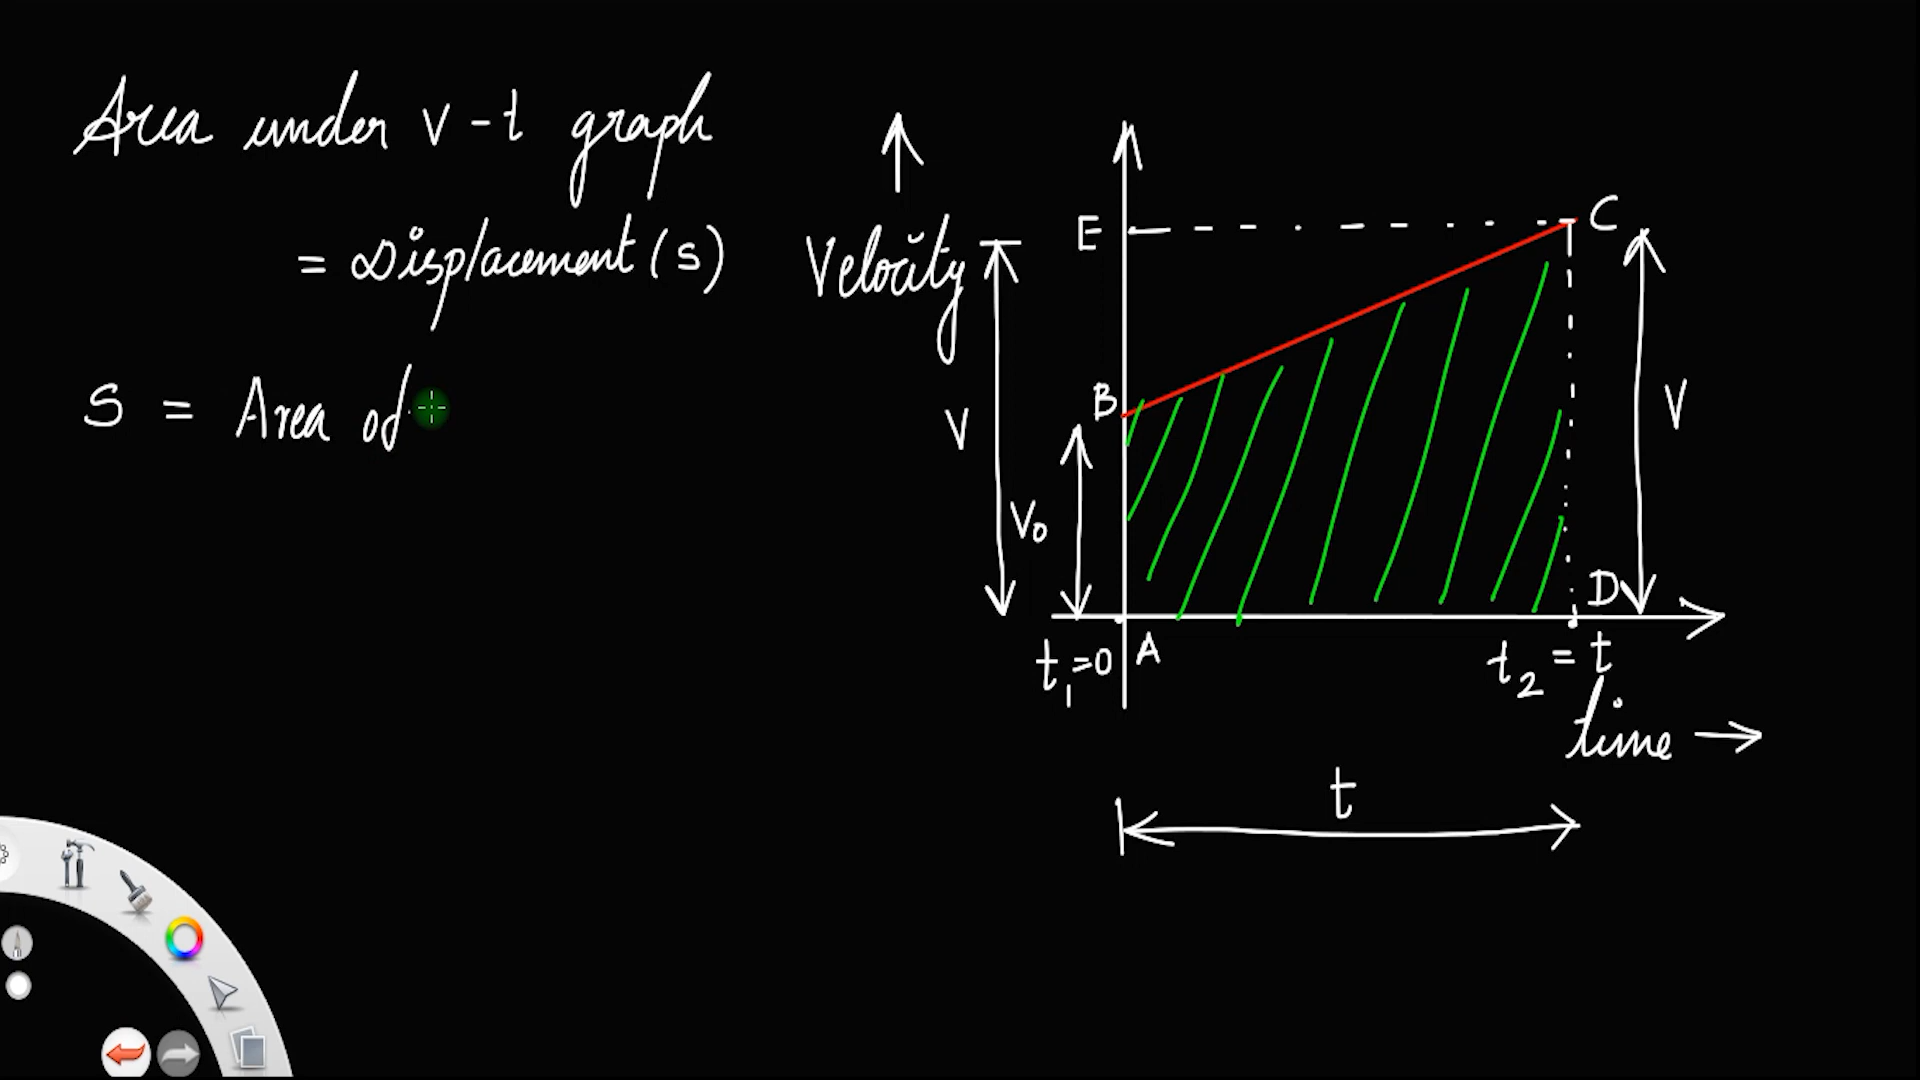 Area under v-t graph
= Displacement (s)
S = Area of
Velocity
E
C
B
V
V
V₀
D
t₁=0
A
t₂ = t
time
t